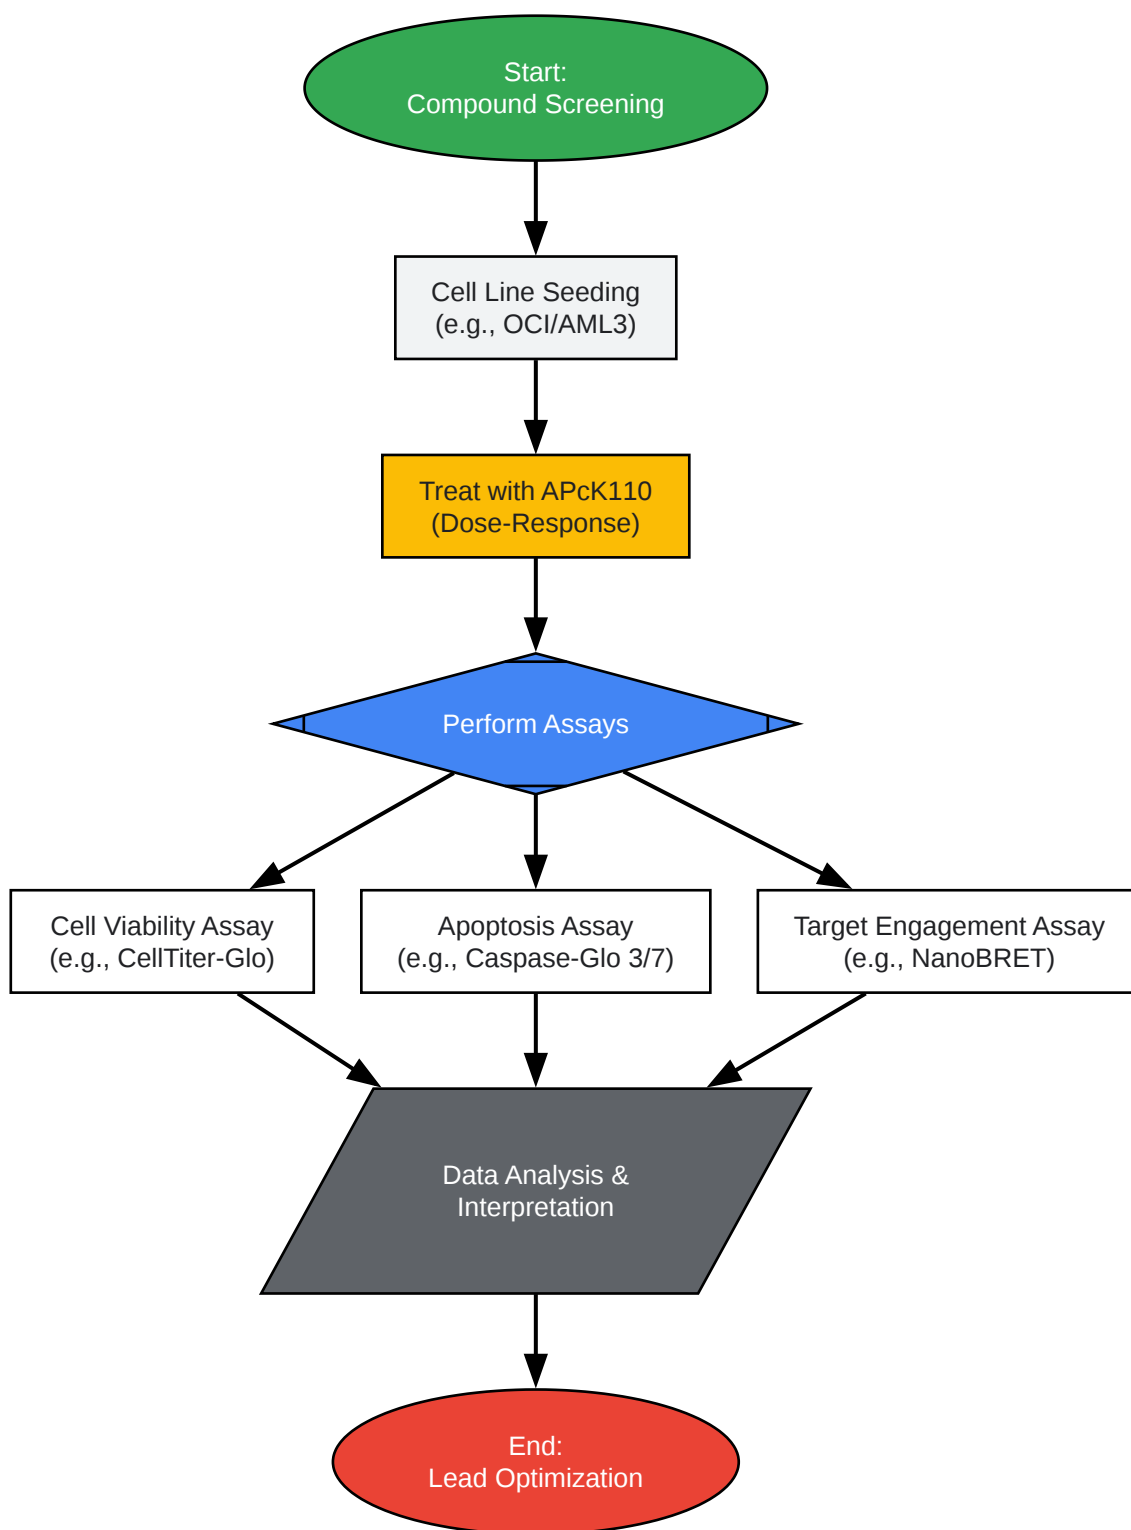 Start:
Compound Screening
Cell Line Seeding
(e.g., OCI/AML3)
Treat with APcK110
(Dose-Response)
Perform Assays
Cell Viability Assay
(e.g., CellTiter-Glo)
Apoptosis Assay
(e.g., Caspase-Glo 3/7)
Target Engagement Assay
(e.g., NanoBRET)
Data Analysis &
Interpretation
End:
Lead Optimization